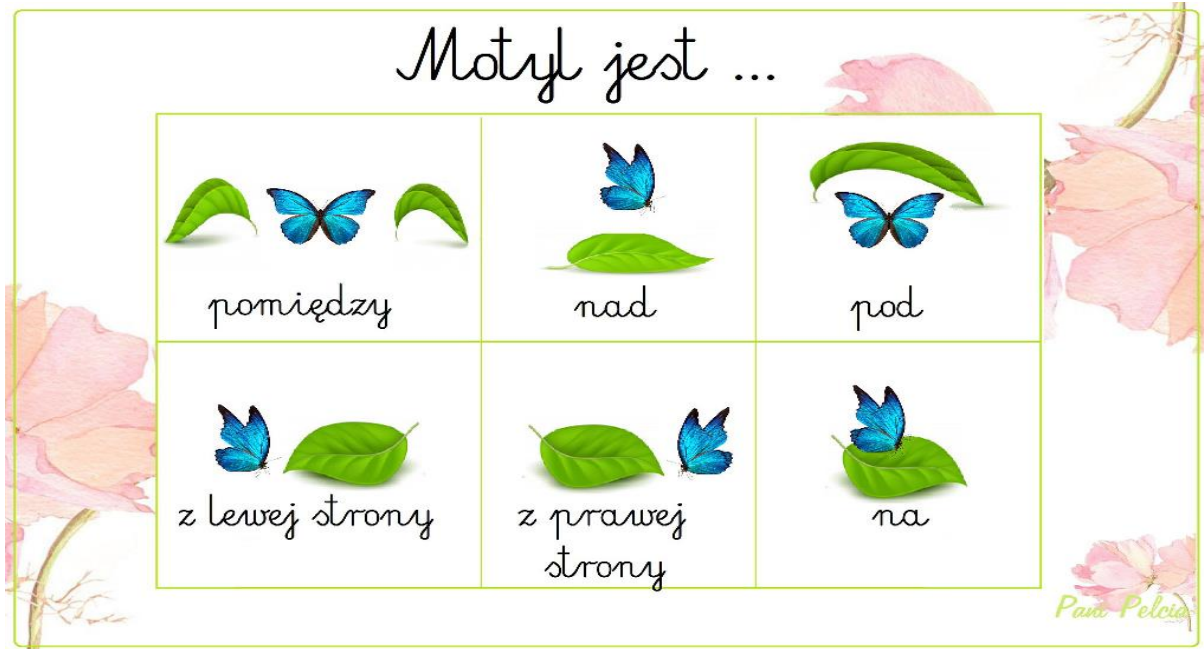 Motyl jest ...
pomiędzy
nad
pod
z lewej strony
z prawej
strony
na
Pani Pelcia